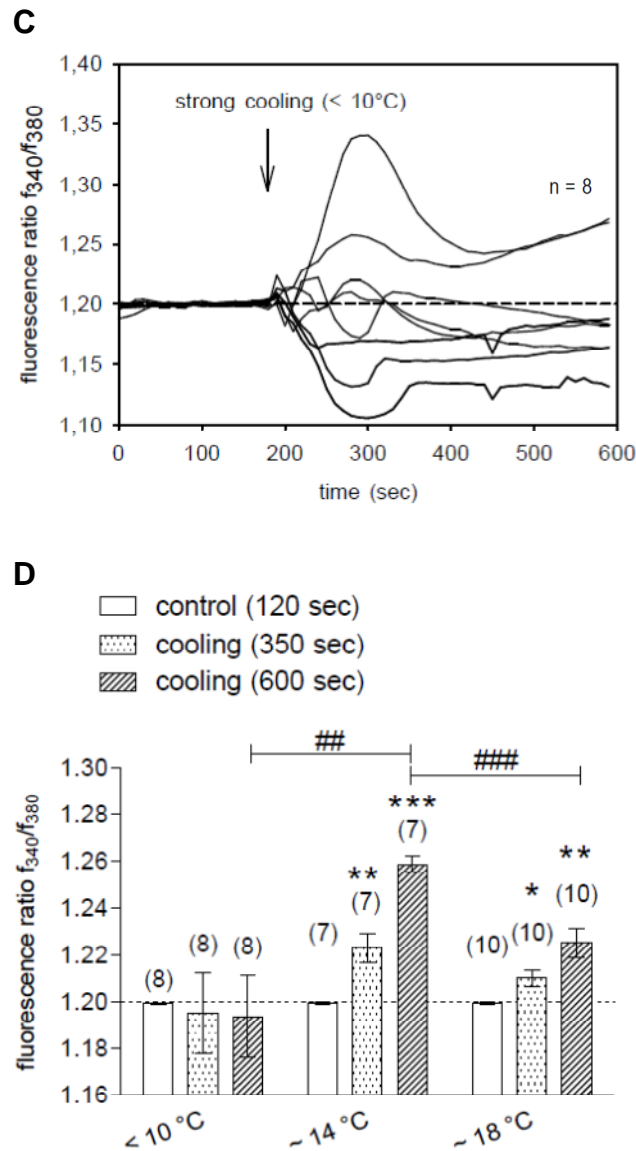 C
1,40
1,35
1,30
1,25
1,20
1,15
1,10
fluorescence ratio f340/f380
strong cooling (< 10°C)
n = 8
0 100 200 300 400 500 600
time (sec)
D
control (120 sec)
cooling (350 sec)
cooling (600 sec)
## ###
1.30
1.28
1.26
1.24
1.22
1.20
1.18
1.16
fluorescence ratio f340/f380
(8) (8) (8)
(7) ** (7) *** (7)
(10) * (10) ** (10)
< 10 °C ~ 14 °C ~ 18 °C